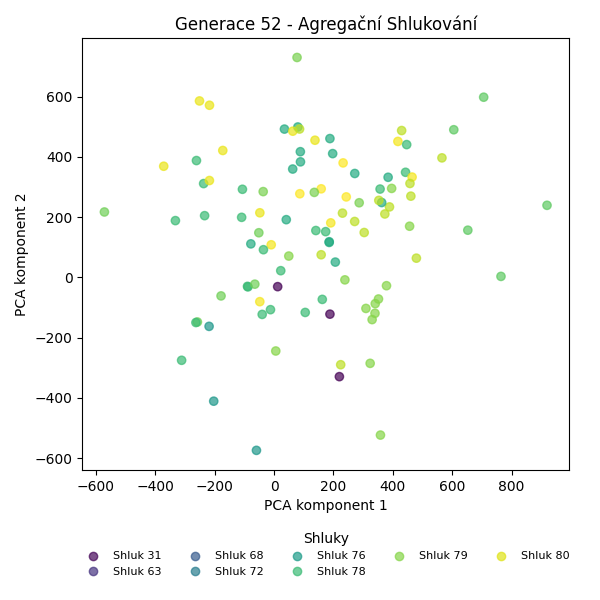 Generace 52 - Agregační Shlukování
PCA komponent 2
600
400
200
0
−200
−400
−600
−600 −400 −200 0 200 400 600 800
PCA komponent 1
Shluky
Shluk 31 Shluk 68 Shluk 76 Shluk 79 Shluk 80
Shluk 63 Shluk 72 Shluk 78